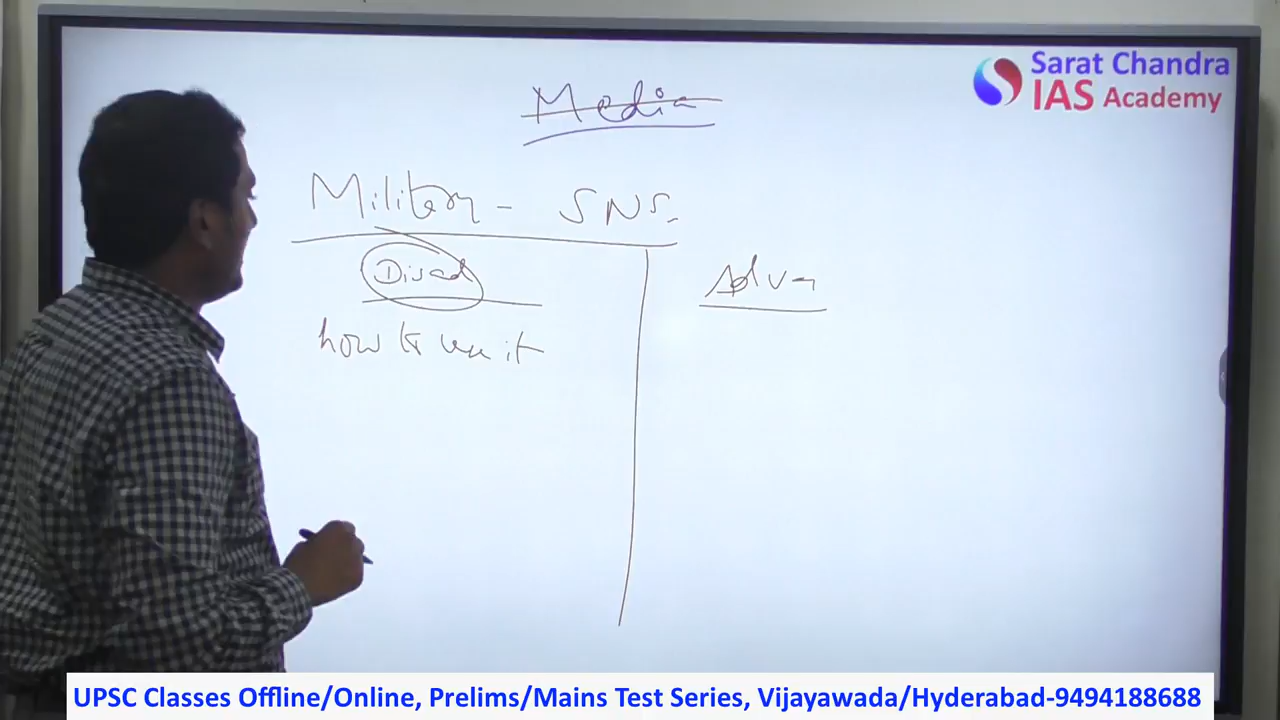 Sarat Chandra
IAS Academy
Media
Military - SNS.
Disad
Adva
how to use it
UPSC Classes Offline/Online, Prelims/Mains Test Series, Vijayawada/Hyderabad-9494188688